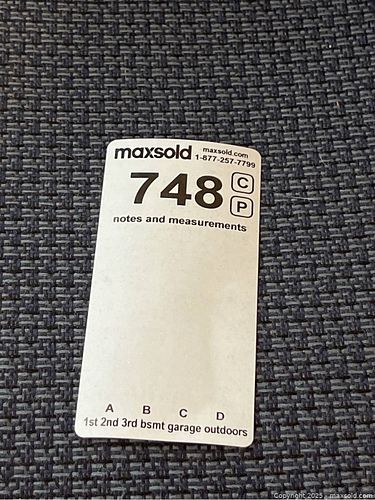 maxsold maxsold.com
1-877-257-7799
748 C
P
notes and measurements
A B C D
1st 2nd 3rd bsmt garage outdoors
Copyright 2025 - maxsold.com